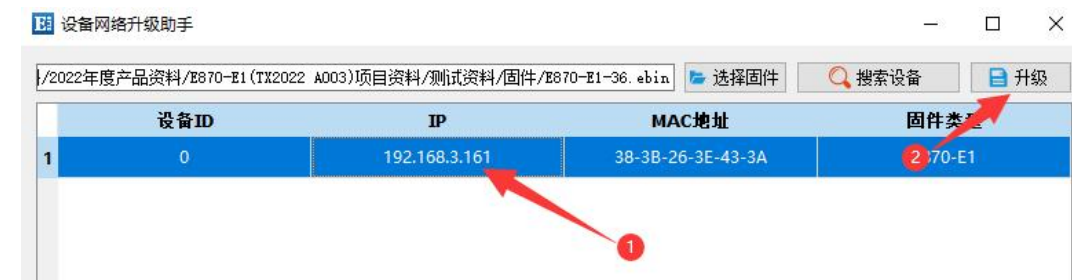 设备网络升级助手
/2022年度产品资料/E870-E1(TX2022 A003)项目资料/测试资料/固件/E870-E1-36.ebin 选择固件 搜索设备 升级
设备ID IP MAC地址 固件类型
1 0 192.168.3.161 38-3B-26-3E-43-3A 870-E1
2
1